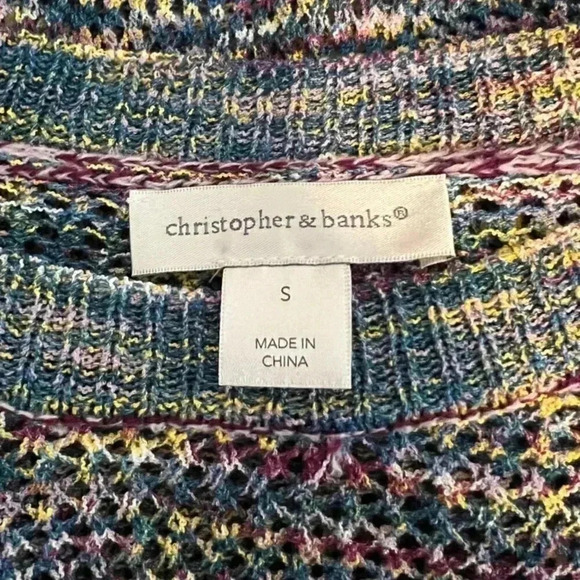 christopher & banks®
S
MADE IN
CHINA